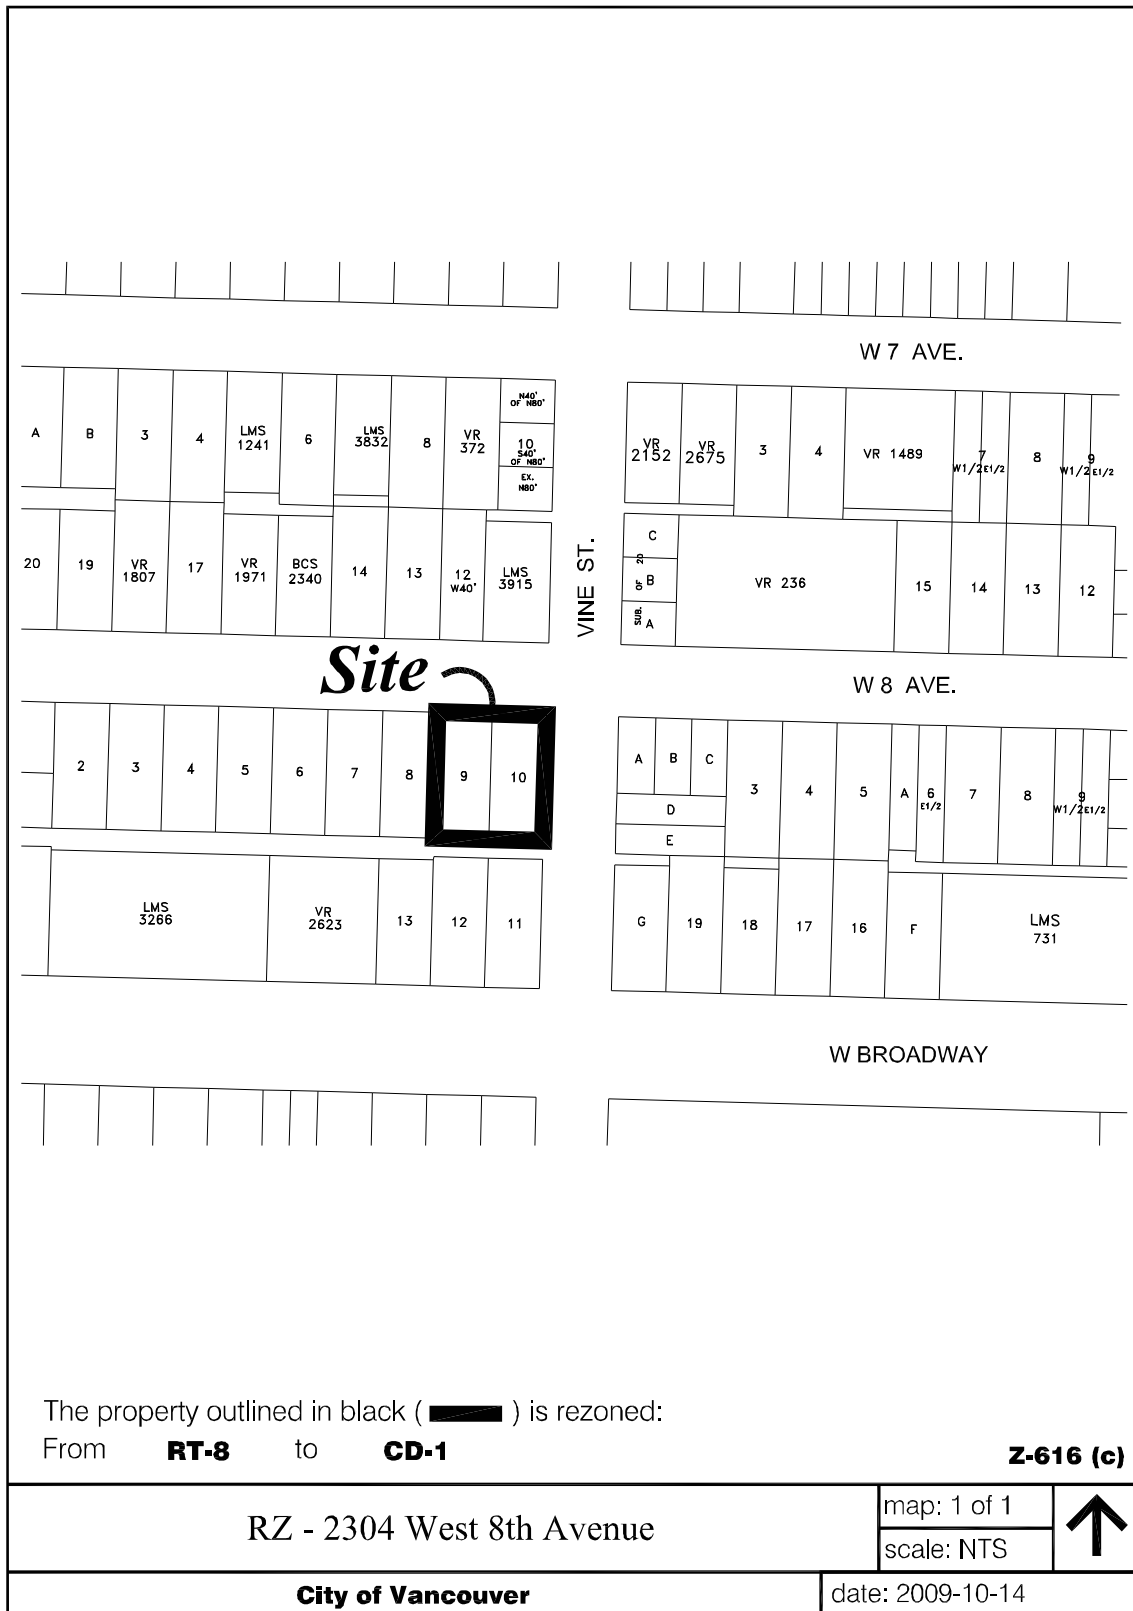 W 7 AVE.
A B 3 4 LMS 1241 6 LMS 3832 8 VR 372
N40'
OF N80'
10
S40'
OF N80'
EX.
N80'
VR 2152 VR 2675 3 4 VR 1489 7 W1/2 E1/2 8 9 W1/2 E1/2
20 19 VR 1807 17 VR 1971 BCS 2340 14 13 12 W40' LMS 3915
VINE ST.
C
B
A
SUB. OF 20
VR 236 15 14 13 12
Site
W 8 AVE.
2 3 4 5 6 7 8 9 10
A B C
D
E
3 4 5 A 6 E1/2 7 8 9 W1/2 E1/2
LMS 3266 VR 2623 13 12 11
G 19 18 17 16 F LMS 731
W BROADWAY
The property outlined in black ( ) is rezoned:
From RT-8 to CD-1
Z-616 (c)
RZ - 2304 West 8th Avenue
map: 1 of 1
scale: NTS
City of Vancouver
date: 2009-10-14